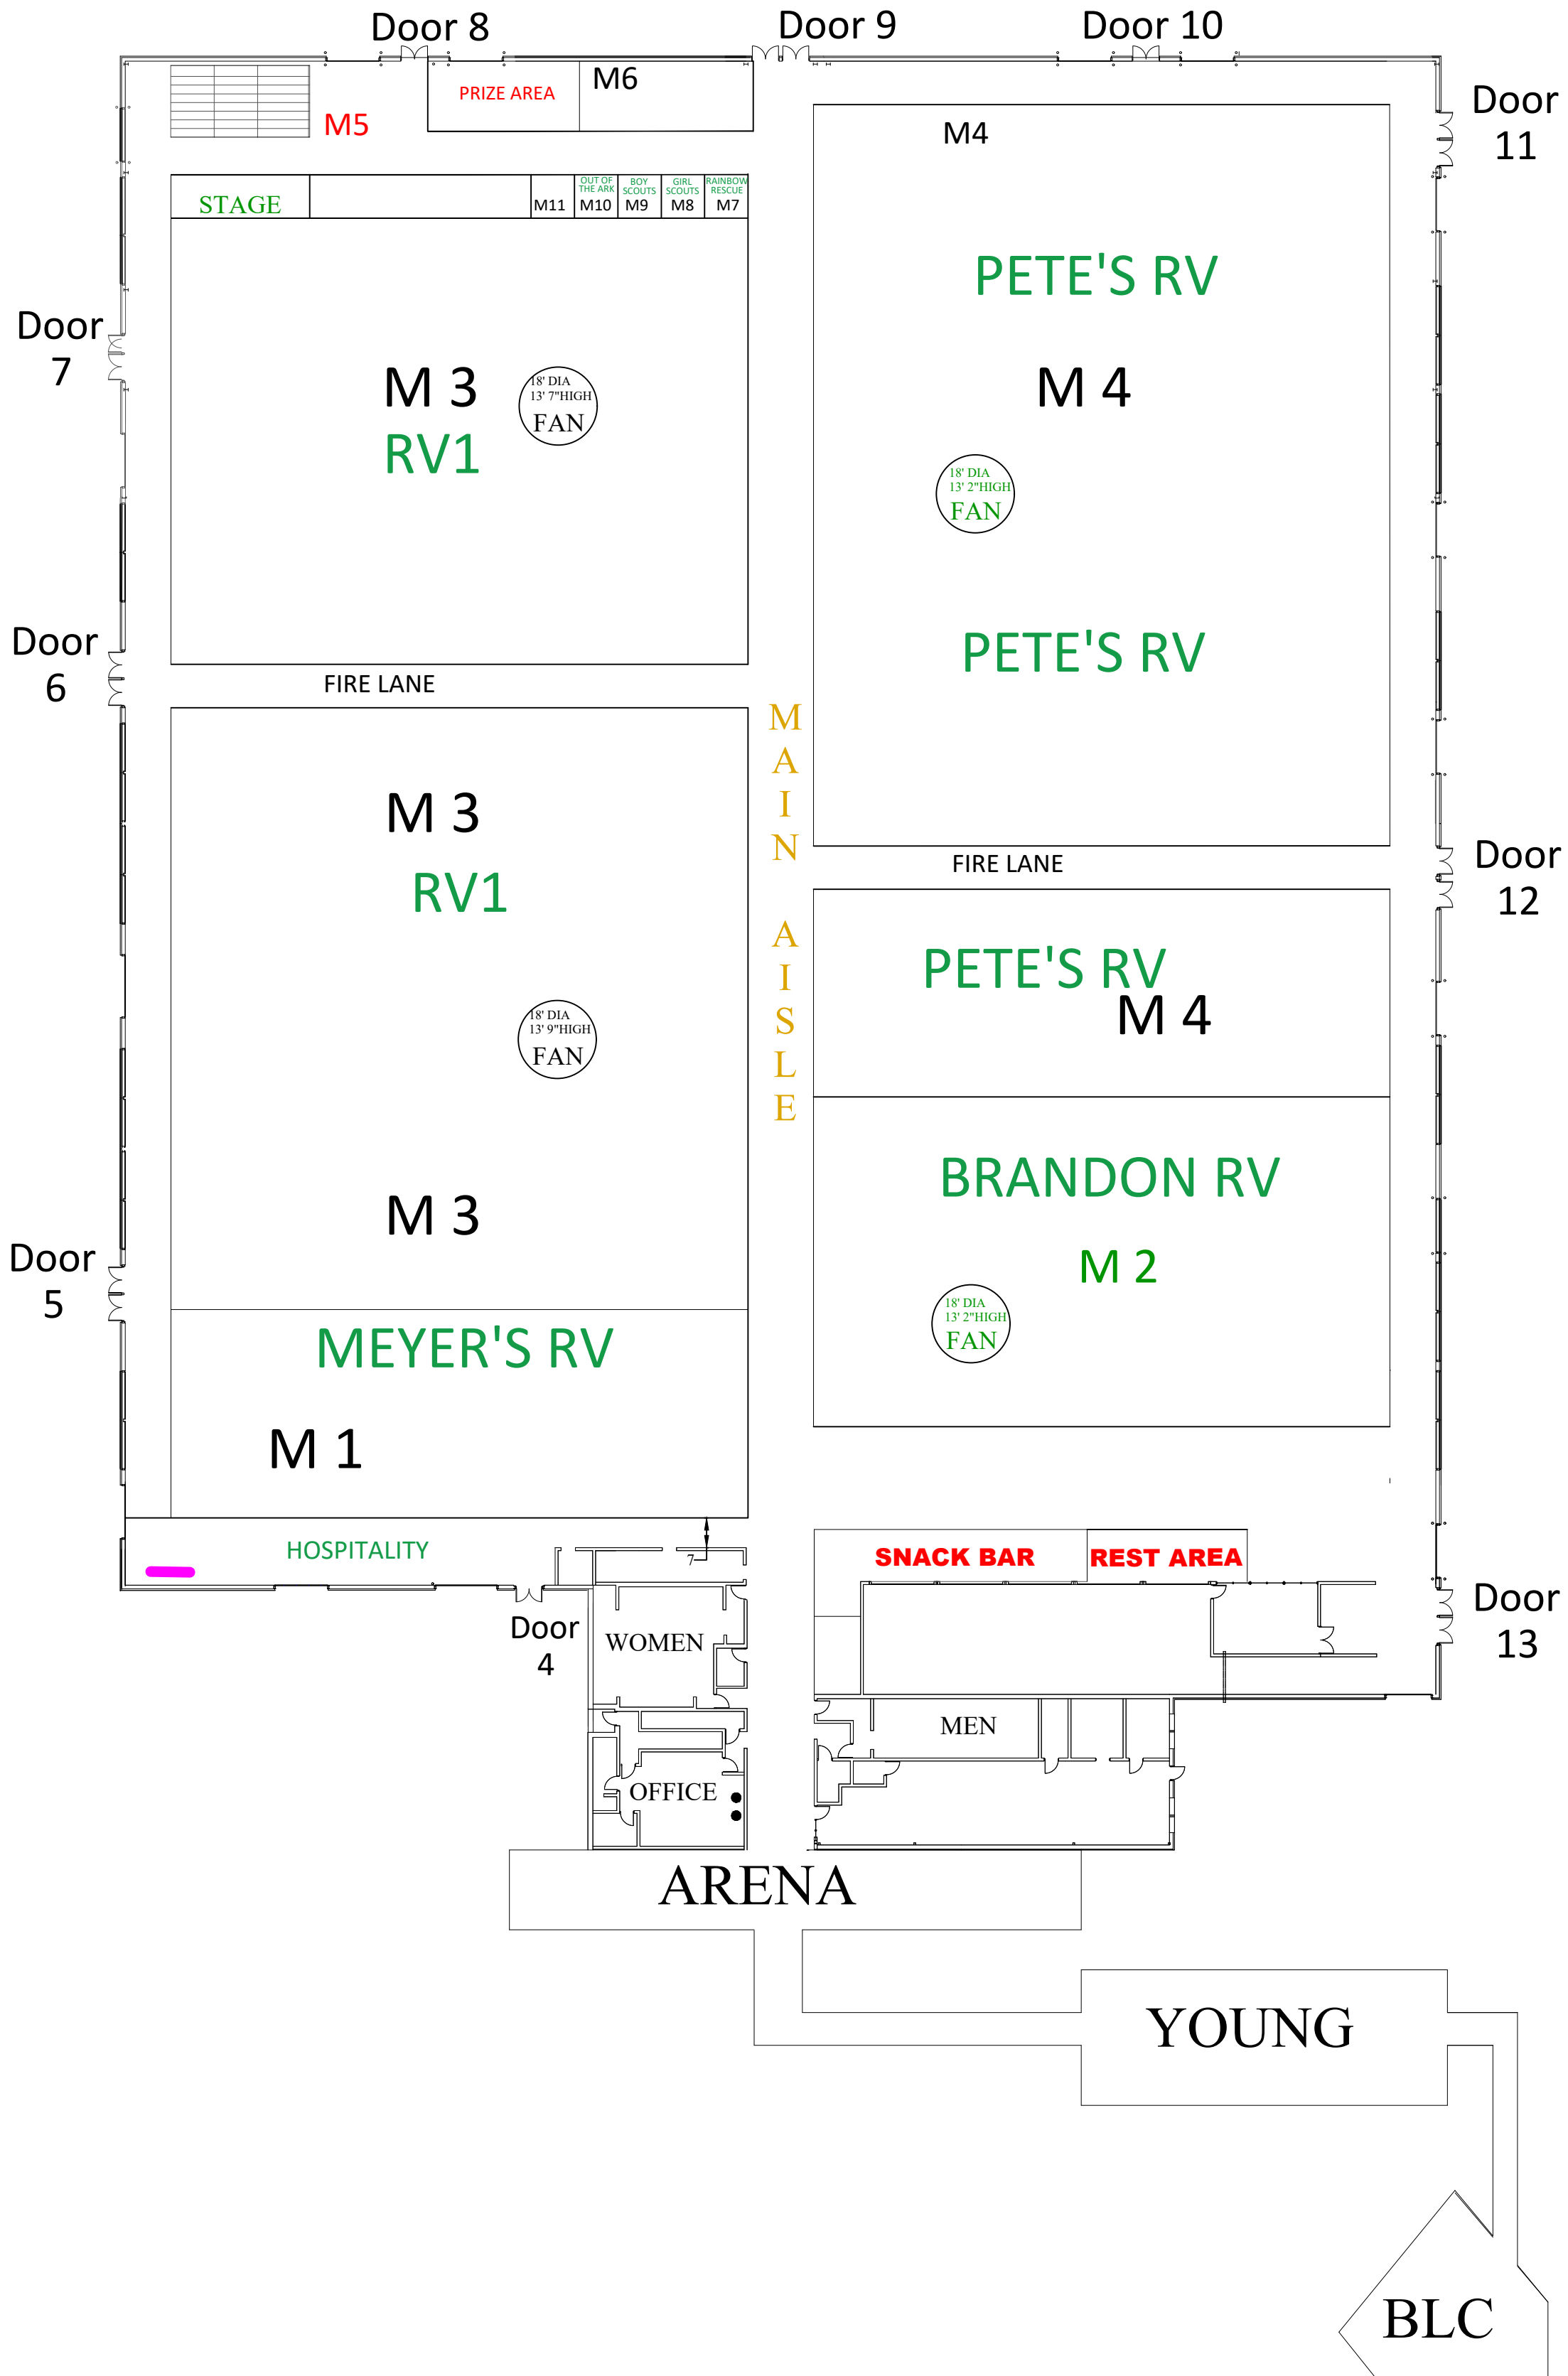 Door 8
Door 9
Door 10
PRIZE AREA
M6
M5
M4
Door
11
STAGE
M11
OUT OF
THE ARK
M10
BOY
SCOUTS
M9
GIRL
SCOUTS
M8
RAINBOW
RESCUE
M7
PETE'S RV
Door
7
M 3
RV1
18' DIA
13' 7"HIGH
FAN
M 4
18' DIA
13' 2"HIGH
FAN
Door
6
FIRE LANE
PETE'S RV
MAIN AISLE
M 3
RV1
FIRE LANE
Door
12
PETE'S RV
M 4
18' DIA
13' 9"HIGH
FAN
M 3
BRANDON RV
M 2
18' DIA
13' 2"HIGH
FAN
Door
5
MEYER'S RV
M 1
HOSPITALITY
7
SNACK BAR
REST AREA
Door
4
WOMEN
Door
13
MEN
OFFICE
ARENA
YOUNG
BLC